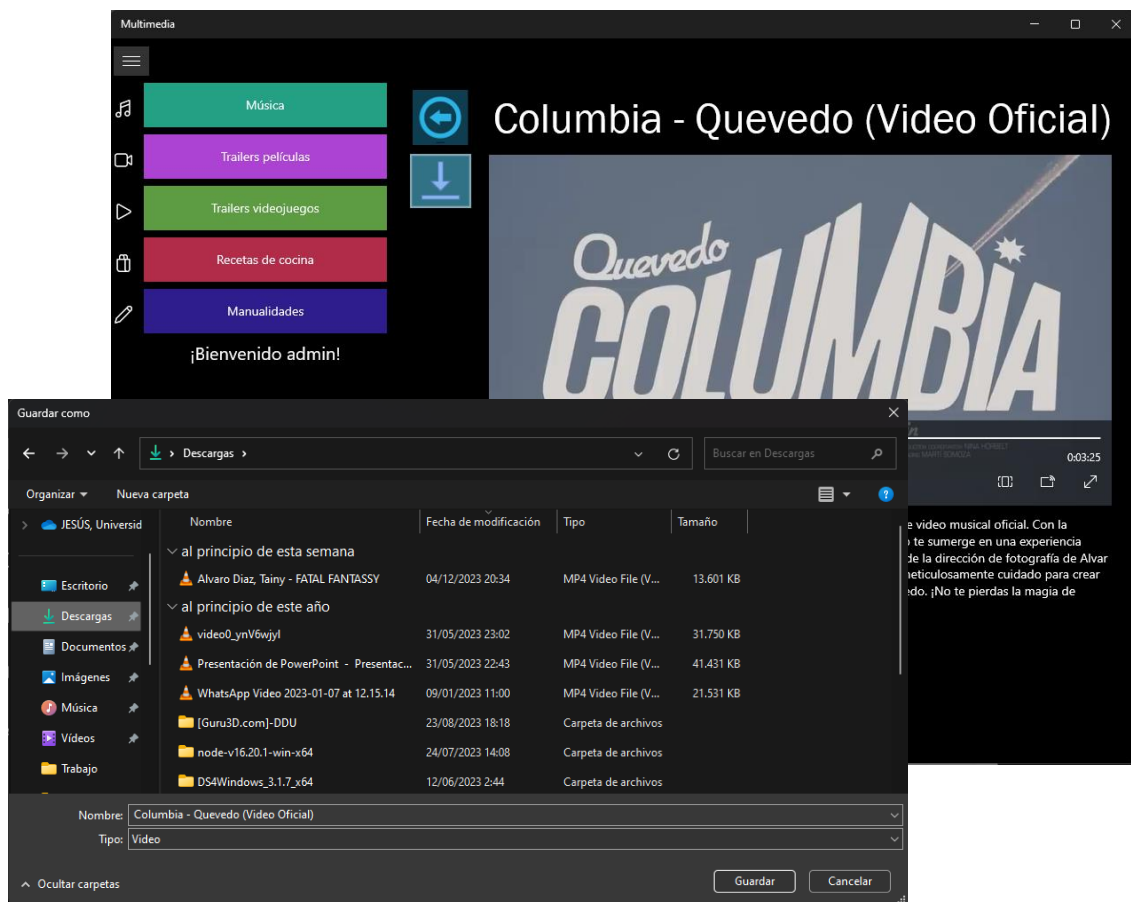 Multimedia
Música
Trailers películas
Trailers videojuegos
Recetas de cocina
Manualidades
¡Bienvenido admin!
Columbia - Quevedo (Video Oficial)
Quevedo
COLUMBIA
0:03:25
e video musical oficial. Con la
te sumerge en una experiencia
de la dirección de fotografía de Alvar
meticulosamente cuidado para crear
edo. ¡No te pierdas la magia de
Guardar como
Descargas
Buscar en Descargas
Organizar
Nueva carpeta
JESÚS, Universid
Escritorio
Descargas
Documentos
Imágenes
Música
Vídeos
Trabajo
Nombre Fecha de modificación Tipo Tamaño
al principio de esta semana
Alvaro Diaz, Tainy - FATAL FANTASSY 04/12/2023 20:34 MP4 Video File (V... 13.601 KB
al principio de este año
video0_ynV6wjyl 31/05/2023 23:02 MP4 Video File (V... 31.750 KB
Presentación de PowerPoint - Presentac... 31/05/2023 22:43 MP4 Video File (V... 41.431 KB
WhatsApp Video 2023-01-07 at 12.15.14 09/01/2023 11:00 MP4 Video File (V... 21.531 KB
[Guru3D.com]-DDU 23/08/2023 18:18 Carpeta de archivos
node-v16.20.1-win-x64 24/07/2023 14:08 Carpeta de archivos
DS4Windows_3.1.7_x64 12/06/2023 2:44 Carpeta de archivos
Nombre: Columbia - Quevedo (Video Oficial)
Tipo: Video
Ocultar carpetas
Guardar
Cancelar